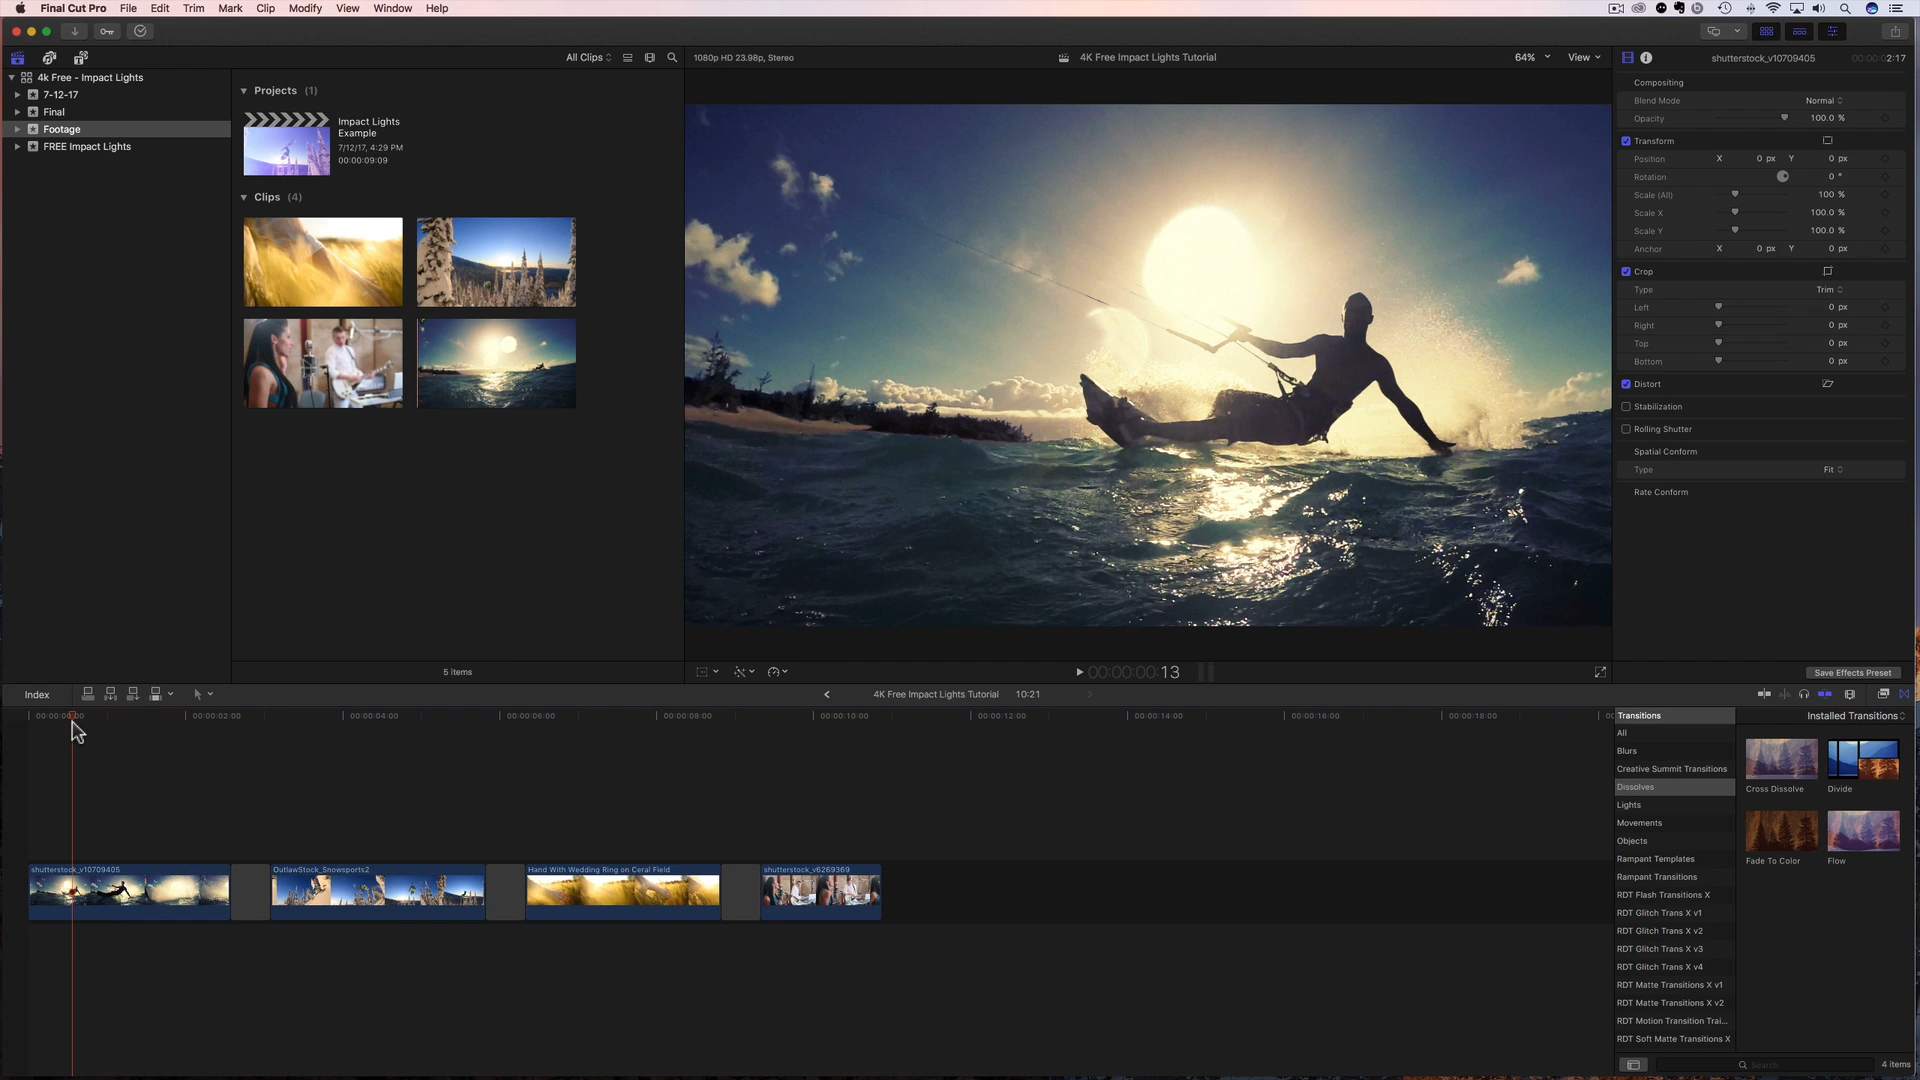 Final Cut Pro File Edit Trim Mark Clip Modify View Window Help
All Clips
1080p HD 23.98p, Stereo
4K Free Impact Lights Tutorial
64%
View
shutterstock_v10709405
00:00:02:17
4k Free - Impact Lights
7-12-17
Final
Footage
FREE Impact Lights
Projects (1)
Impact Lights
Example
7/12/17, 4:29 PM
00:00:09:09
Clips (4)
5 items
Compositing
Blend Mode Normal
Opacity 100.0 %
Transform
Position X 0 px Y 0 px
Rotation 0 °
Scale (All) 100 %
Scale X 100.0 %
Scale Y 100.0 %
Anchor X 0 px Y 0 px
Crop
Type Trim
Left 0 px
Right 0 px
Top 0 px
Bottom 0 px
Distort
Stabilization
Rolling Shutter
Spatial Conform
Type Fit
Rate Conform
00:00:00:13
Save Effects Preset
Index
4K Free Impact Lights Tutorial 10:21
00:00:02:00 00:00:04:00 00:00:06:00 00:00:08:00 00:00:10:00 00:00:12:00 00:00:14:00 00:00:16:00 00:00:18:00
shutterstock_v10709405
OutlawStock_Snowsports2
Hand With Wedding Ring on Ceral Field
shutterstock_v6269369
Transitions
Installed Transitions
All
Blurs
Creative Summit Transitions
Dissolves
Lights
Movements
Objects
Rampant Templates
Rampant Transitions
RDT Flash Transitions X
RDT Glitch Trans X v1
RDT Glitch Trans X v2
RDT Glitch Trans X v3
RDT Glitch Trans X v4
RDT Matte Transitions X v1
RDT Matte Transitions X v2
RDT Motion Transition Trai...
RDT Soft Matte Transitions X
Cross Dissolve
Divide
Fade To Color
Flow
Search
4 items